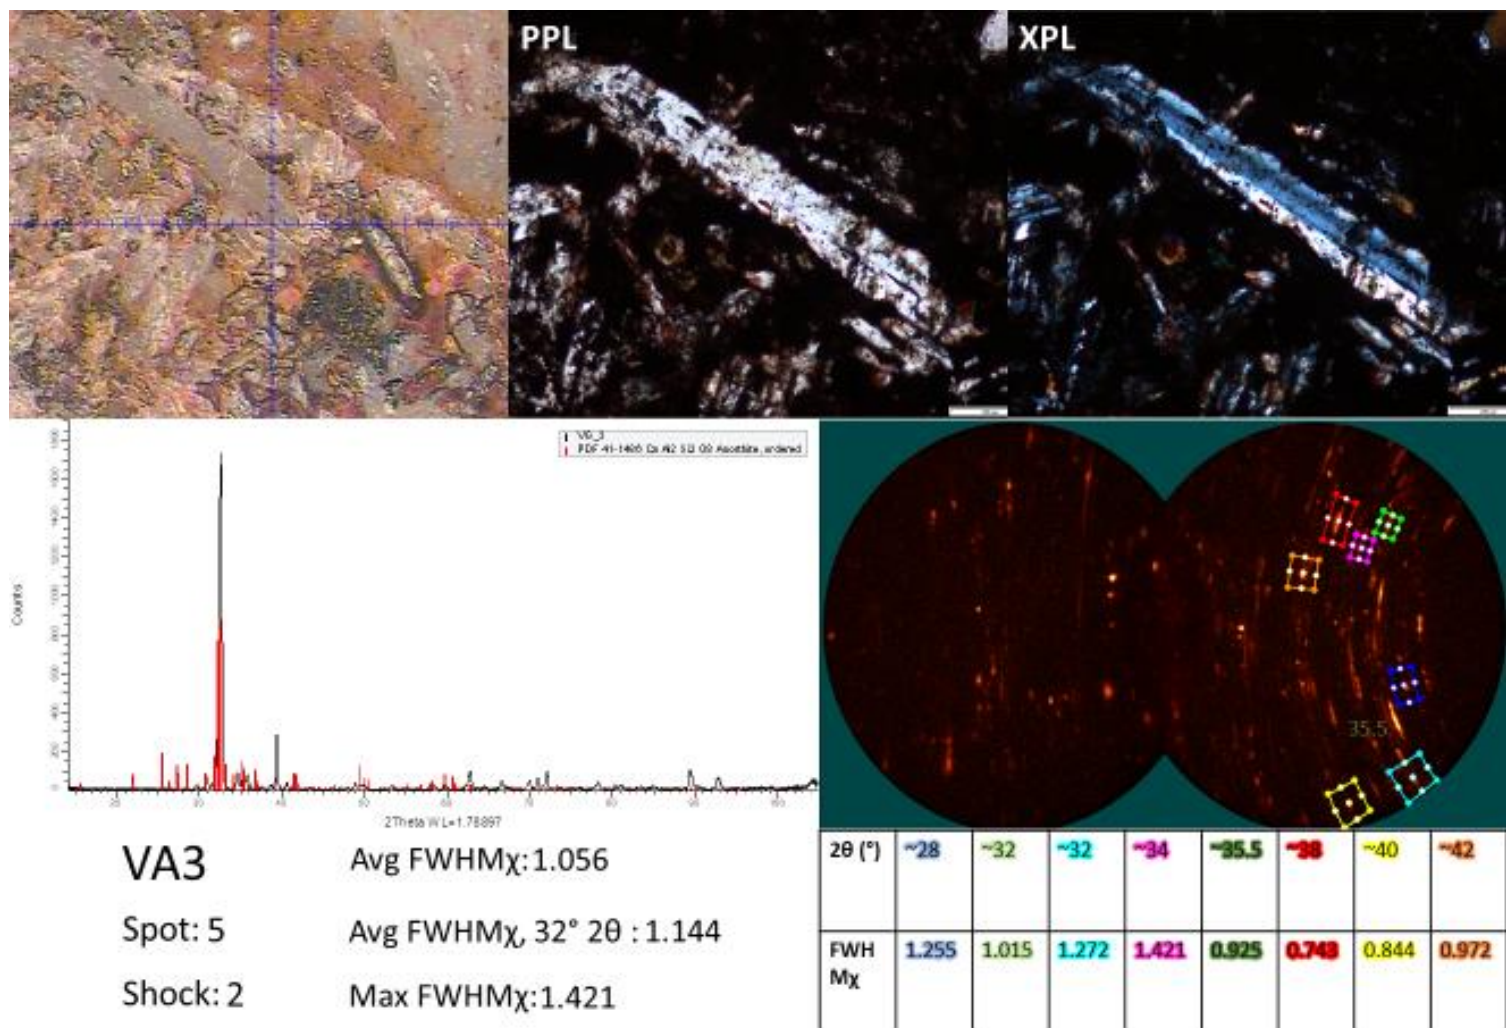 PPL
XPL
VG_3
Counts
2Theta WL=1.78897
35.5
VA3
Spot: 5
Shock: 2
Avg FWHMχ:1.056
Avg FWHMχ, 32° 2θ : 1.144
Max FWHMχ:1.421
2θ (°) ~28 ~32 ~32 ~34 ~35.5 ~38 ~40 ~42
FWH
Mχ 1.255 1.015 1.272 1.421 0.925 0.743 0.844 0.972